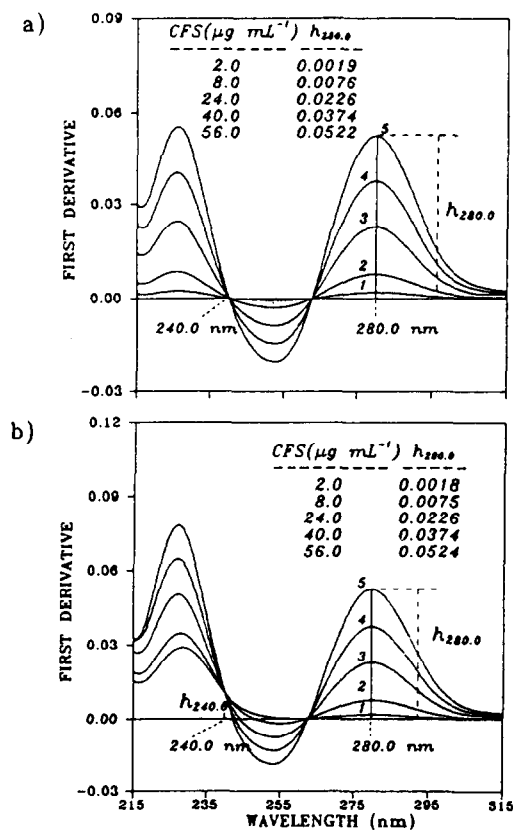 a)
0.09
0.06
0.03
0.00
-0.03
FIRST DERIVATIVE
CFS(μg mL⁻¹) h₂₈₀.₀
2.0 0.0019
8.0 0.0076
24.0 0.0226
40.0 0.0374
56.0 0.0522
5
4
3
2
1
h₂₈₀.₀
240.0 nm
280.0 nm
b)
0.12
0.09
0.06
0.03
0.00
-0.03
FIRST DERIVATIVE
CFS(μg mL⁻¹) h₂₈₀.₀
2.0 0.0018
8.0 0.0075
24.0 0.0226
40.0 0.0374
56.0 0.0524
5
4
3
2
1
h₂₈₀.₀
h₂₄₀.₀
240.0 nm
280.0 nm
215 235 255 275 295 315
WAVELENGTH (nm)